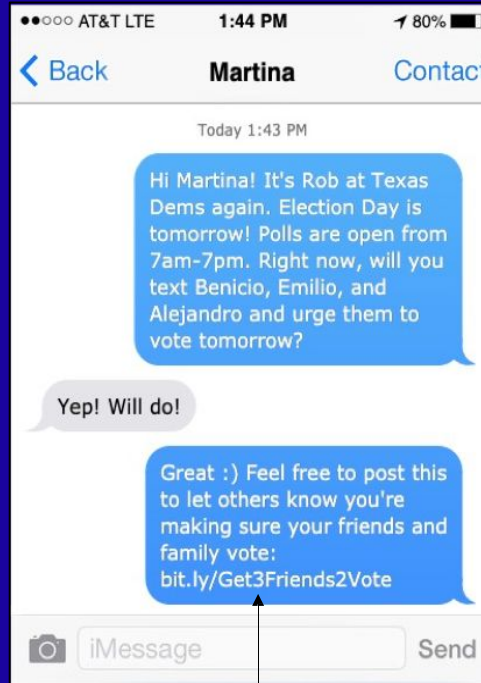 AT&T LTE 1:44 PM 80%
Back Martina Contact
Today 1:43 PM
Hi Martina! It's Rob at Texas
Dems again. Election Day is
tomorrow! Polls are open from
7am-7pm. Right now, will you
text Benicio, Emilio, and
Alejandro and urge them to
vote tomorrow?
Yep! Will do!
Great :) Feel free to post this
to let others know you're
making sure your friends and
family vote:
bit.ly/Get3Friends2Vote
iMessage Send